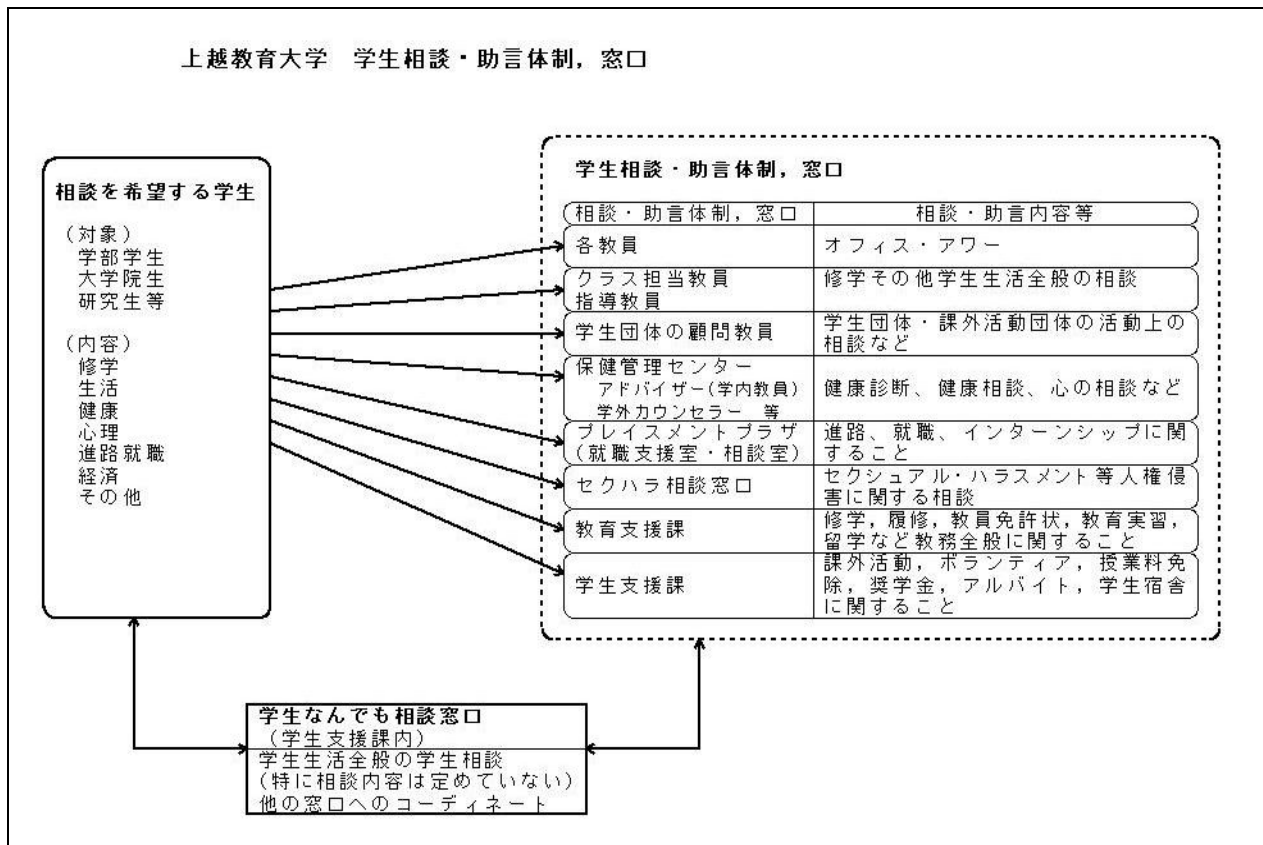 上越教育大学　学生相談・助言体制，窓口
相談を希望する学生
（対象）
学部学生
大学院生
研究生等
（内容）
修学
生活
健康
心理
進路就職
経済
その他
学生相談・助言体制，窓口
相談・助言体制，窓口
相談・助言内容等
各教員
オフィス・アワー
クラス担当教員
指導教員
修学その他学生生活全般の相談
学生団体の顧問教員
学生団体・課外活動団体の活動上の
相談など
保健管理センター
アドバイザー(学内教員)
学外カウンセラー　等
健康診断、健康相談、心の相談など
プレイスメントプラザ
(就職支援室・相談室)
進路、就職、インターンシップに関
すること
セクハラ相談窓口
セクシュアル・ハラスメント等人権侵
害に関する相談
教育支援課
修学，履修，教員免許状，教育実習，
留学など教務全般に関すること
学生支援課
課外活動，ボランティア，授業料免
除，奨学金，アルバイト，学生宿舎
に関すること
学生なんでも相談窓口
（学生支援課内）
学生生活全般の学生相談
(特に相談内容は定めていない)
他の窓口へのコーディネート